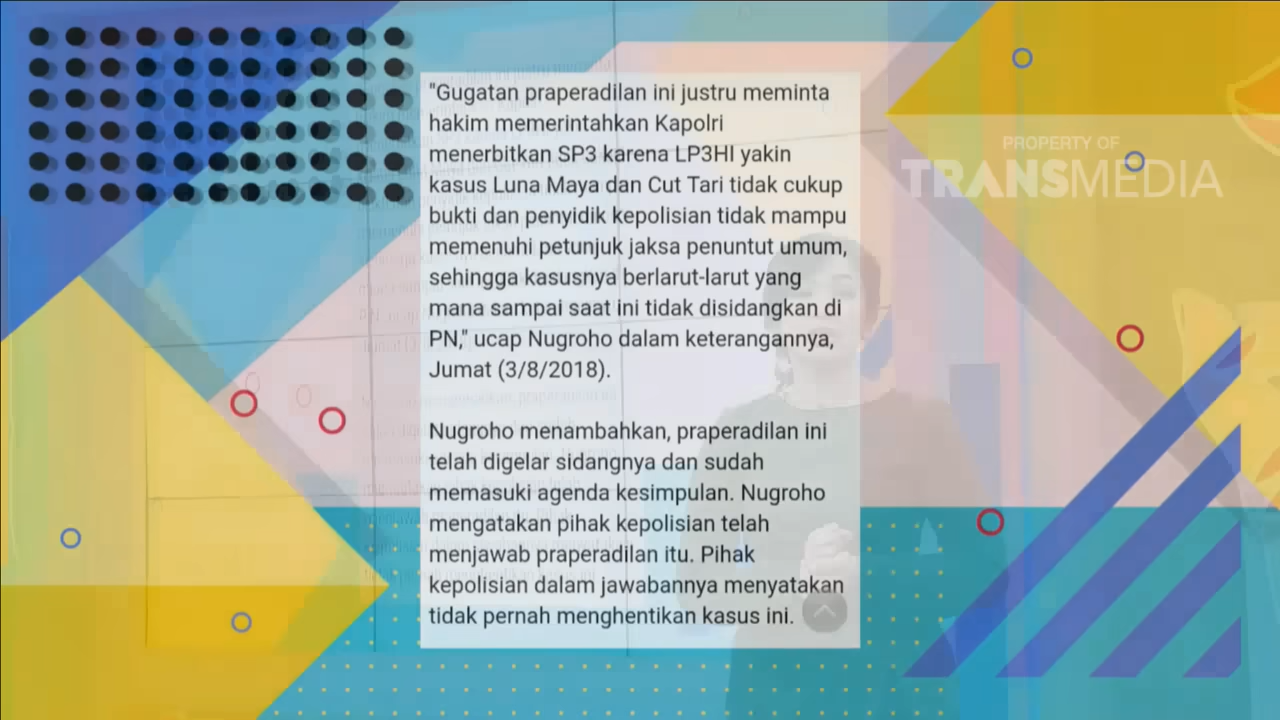 "Gugatan praperadilan ini justru meminta
hakim memerintahkan Kapolri
menerbitkan SP3 karena LP3HI yakin
kasus Luna Maya dan Cut Tari tidak cukup
bukti dan penyidik kepolisian tidak mampu
memenuhi petunjuk jaksa penuntut umum,
sehingga kasusnya berlarut-larut yang
mana sampai saat ini tidak disidangkan di
PN," ucap Nugroho dalam keterangannya,
Jumat (3/8/2018).
Nugroho menambahkan, praperadilan ini
telah digelar sidangnya dan sudah
memasuki agenda kesimpulan. Nugroho
mengatakan pihak kepolisian telah
menjawab praperadilan itu. Pihak
kepolisian dalam jawabannya menyatakan
tidak pernah menghentikan kasus ini.
PROPERTY OF
TRANSMEDIA